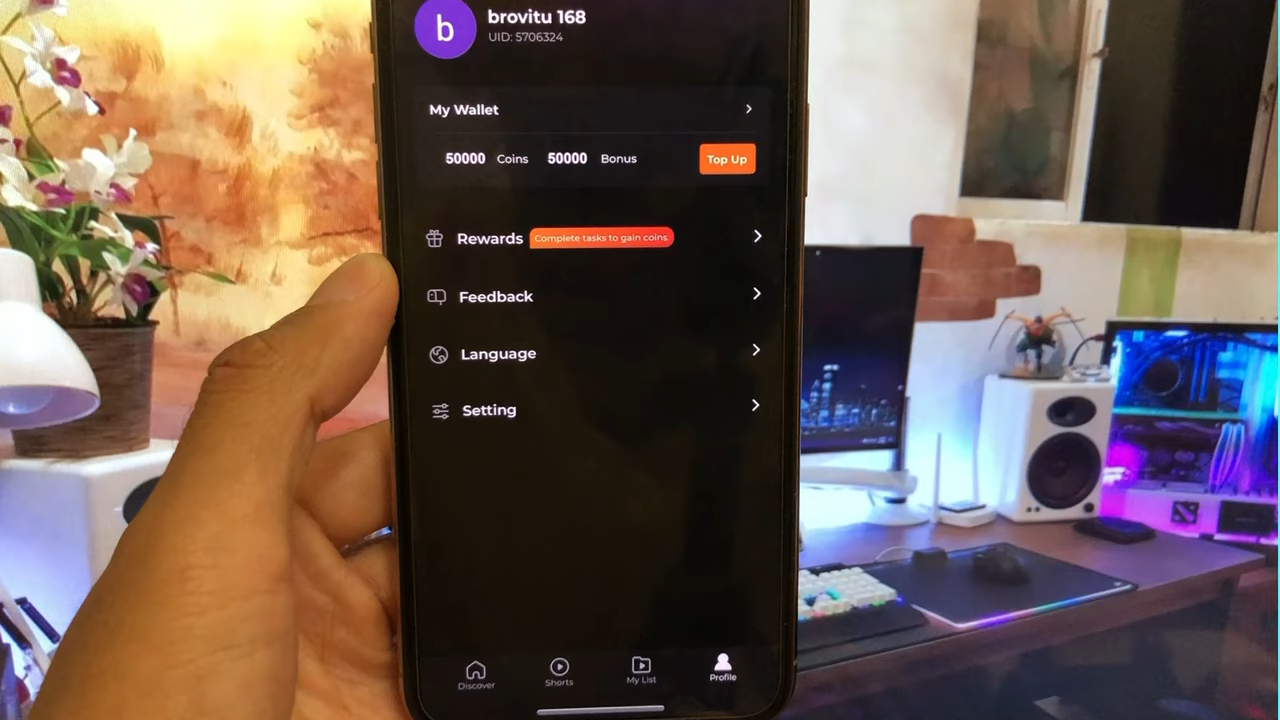 b
brovitu 168
UID: 5706324
My Wallet
50000 Coins 50000 Bonus
Top Up
Rewards Complete tasks to gain coins.
Feedback
Language
Setting
Discover
Shorts
My List
Profile